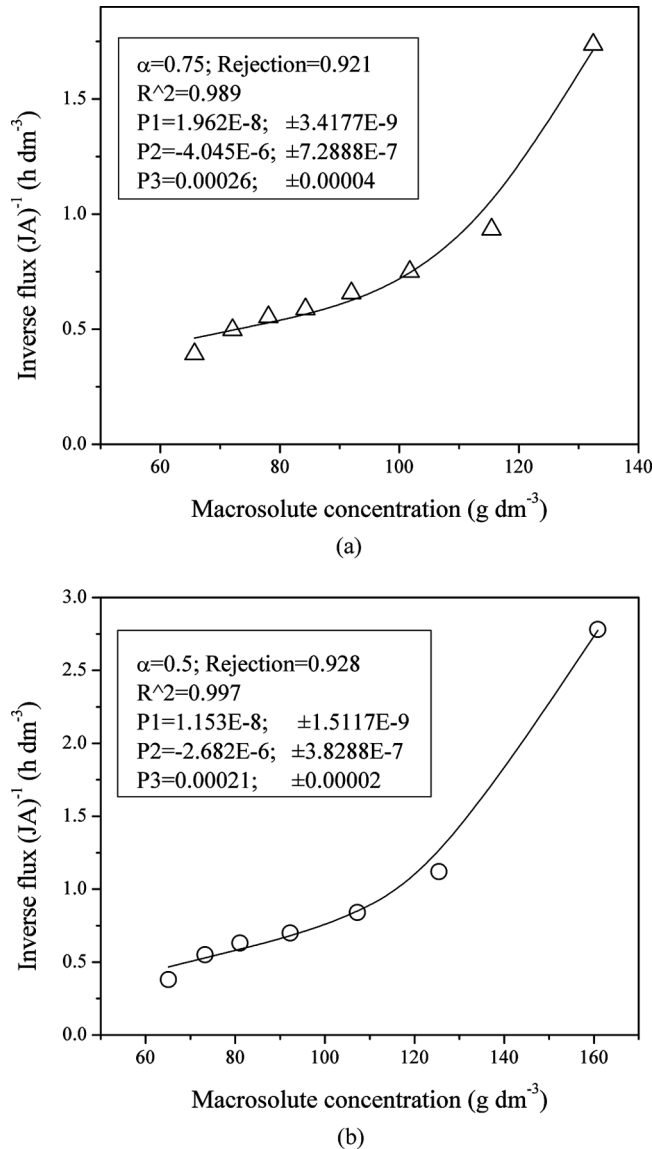 α=0.75; Rejection=0.921
R^2=0.989
P1=1.962E-8; ±3.4177E-9
P2=-4.045E-6; ±7.2888E-7
P3=0.00026; ±0.00004
Inverse flux (JA)⁻¹ (h dm⁻³)
1.5
1.0
0.5
0.0
60 80 100 120 140
Macrosolute concentration (g dm⁻³)
(a)
α=0.5; Rejection=0.928
R^2=0.997
P1=1.153E-8; ±1.5117E-9
P2=-2.682E-6; ±3.8288E-7
P3=0.00021; ±0.00002
Inverse flux (JA)⁻¹ (h dm⁻³)
3.0
2.5
2.0
1.5
1.0
0.5
0.0
60 80 100 120 140 160
Macrosolute concentration (g dm⁻³)
(b)